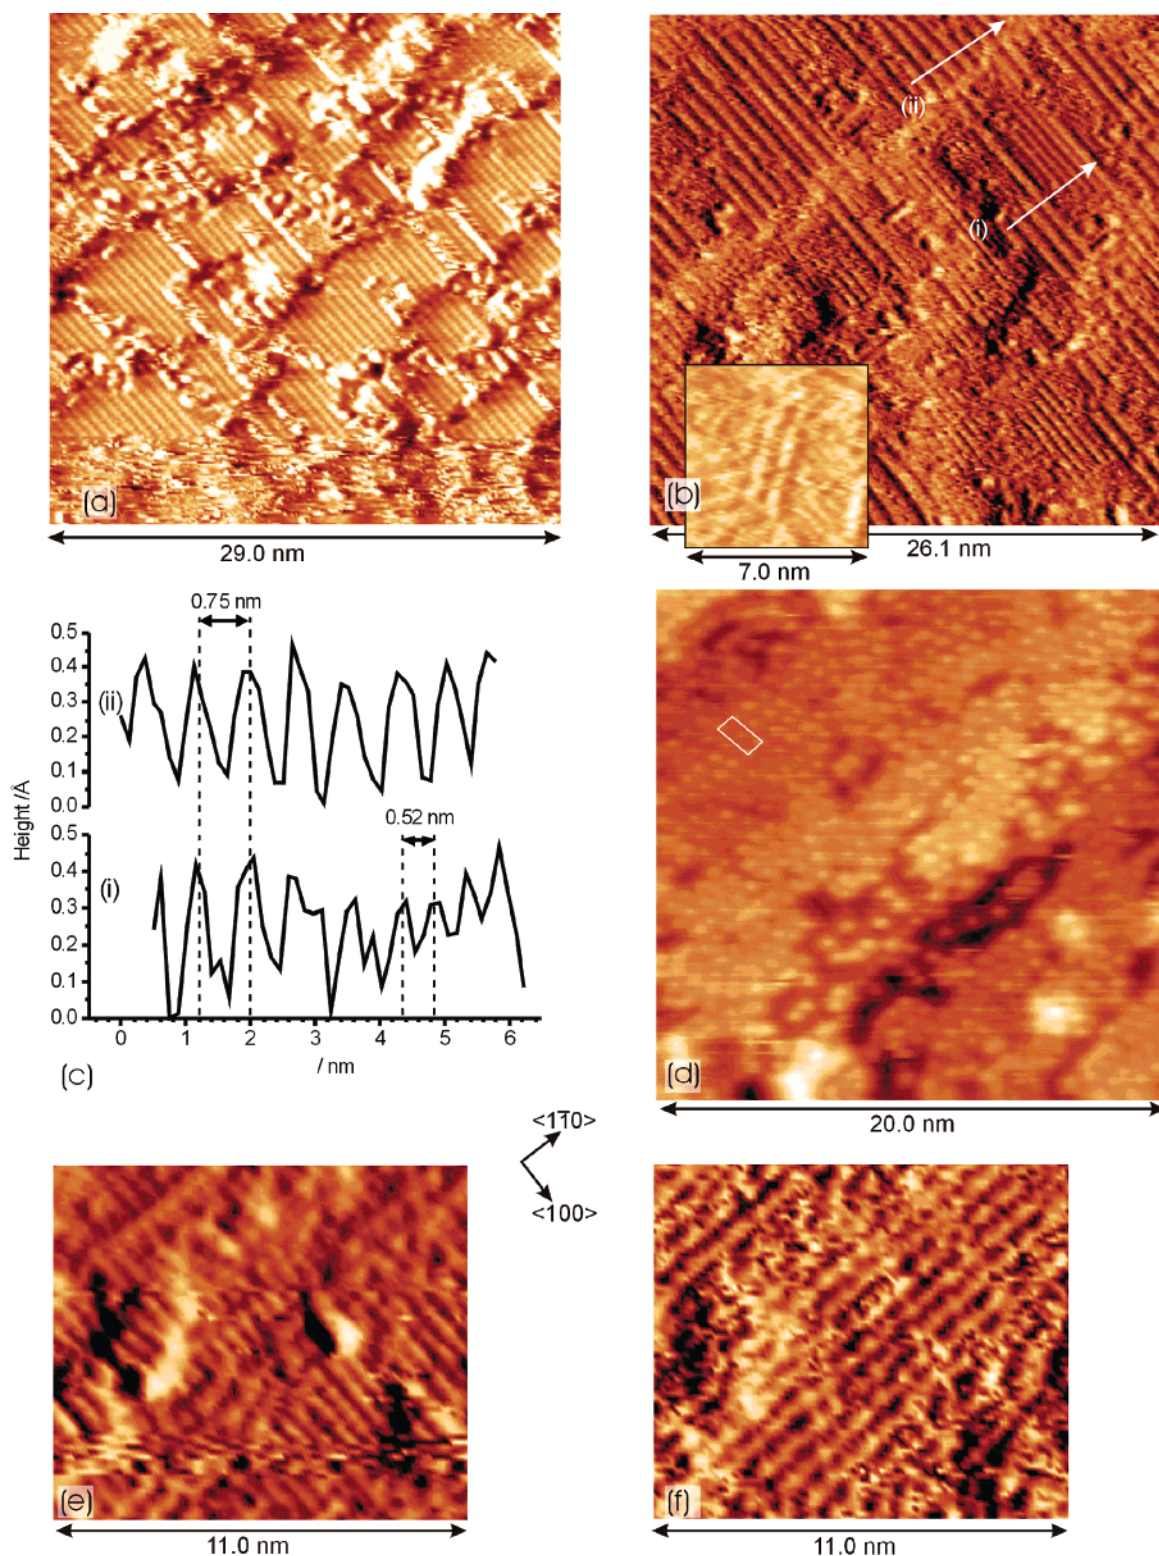 (ii)
(i)
(a)
(b)
29.0 nm
26.1 nm
7.0 nm
0.75 nm
0.5
0.4
(ii)
0.3
0.2
0.1
0.0
0.52 nm
Height /Å
0.5
0.4
(i)
0.3
0.2
0.1
0.0
0 1 2 3 4 5 6
/ nm
(c)
(d)
20.0 nm
<11̅0>
<100>
(e)
(f)
11.0 nm
11.0 nm